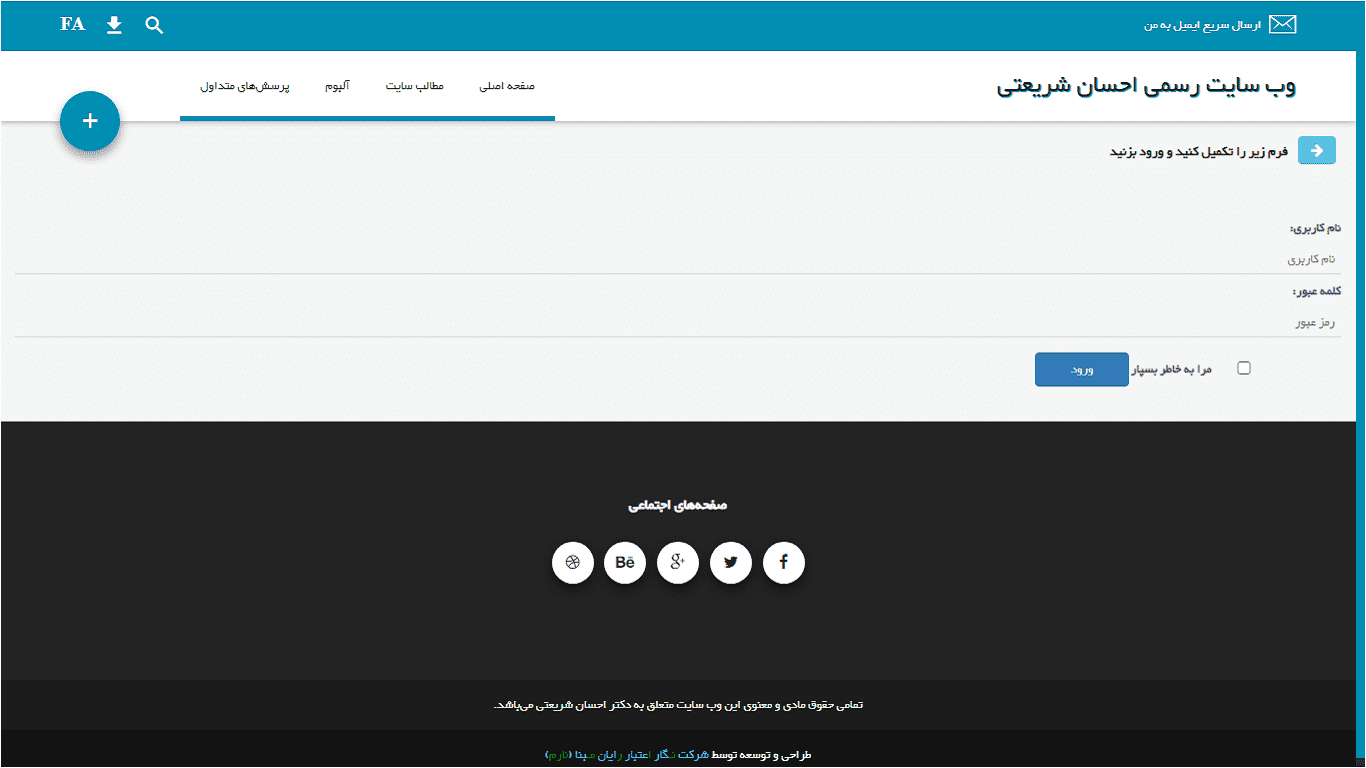 ارسال سریع ایمیل به من
FA
وب سایت رسمی احسان شریعتی
صفحه اصلی مطالب سایت آلبوم پرسش‌های متداول
+
فرم زیر را تکمیل کنید و ورود بزنید
نام کاربری:
نام کاربری
کلمه عبور:
رمز عبور
مرا به خاطر بسپار ورود
صفحه‌های اجتماعی
f g+ Bē
تمامی حقوق مادی و معنوی این وب سایت متعلق به دکتر احسان شریعتی می‌باشد.
طراحی و توسعه توسط شرکت نگار اعتبار رایان مبنا (نارم)